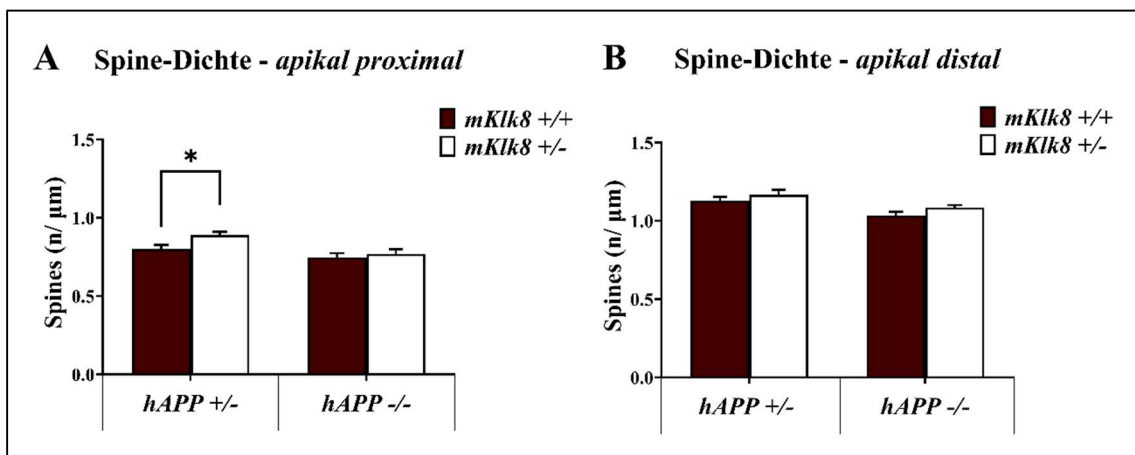 A Spine-Dichte - apikal proximal
mKlk8 +/+
mKlk8 +/-
Spines (n/ µm)
1.5
1.0
0.5
0.0
*
hAPP +/-
hAPP -/-
B Spine-Dichte - apikal distal
mKlk8 +/+
mKlk8 +/-
Spines (n/ µm)
1.5
1.0
0.5
0.0
hAPP +/-
hAPP -/-